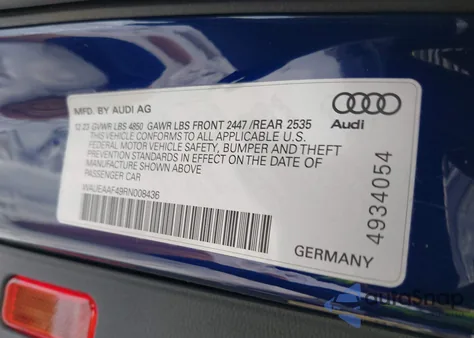 MFD. BY AUDI AG
12.23 GVWR LBS 4850 GAWR LBS FRONT 2447 /REAR 2535
THIS VEHICLE CONFORMS TO ALL APPLICABLE U.S.
FEDERAL MOTOR VEHICLE SAFETY, BUMPER AND THEFT
PREVENTION STANDARDS IN EFFECT ON THE DATE OF
MANUFACTURE SHOWN ABOVE
PASSENGER CAR
WAUEAAF49RN008436
Audi
4934054
GERMANY
autoSnap